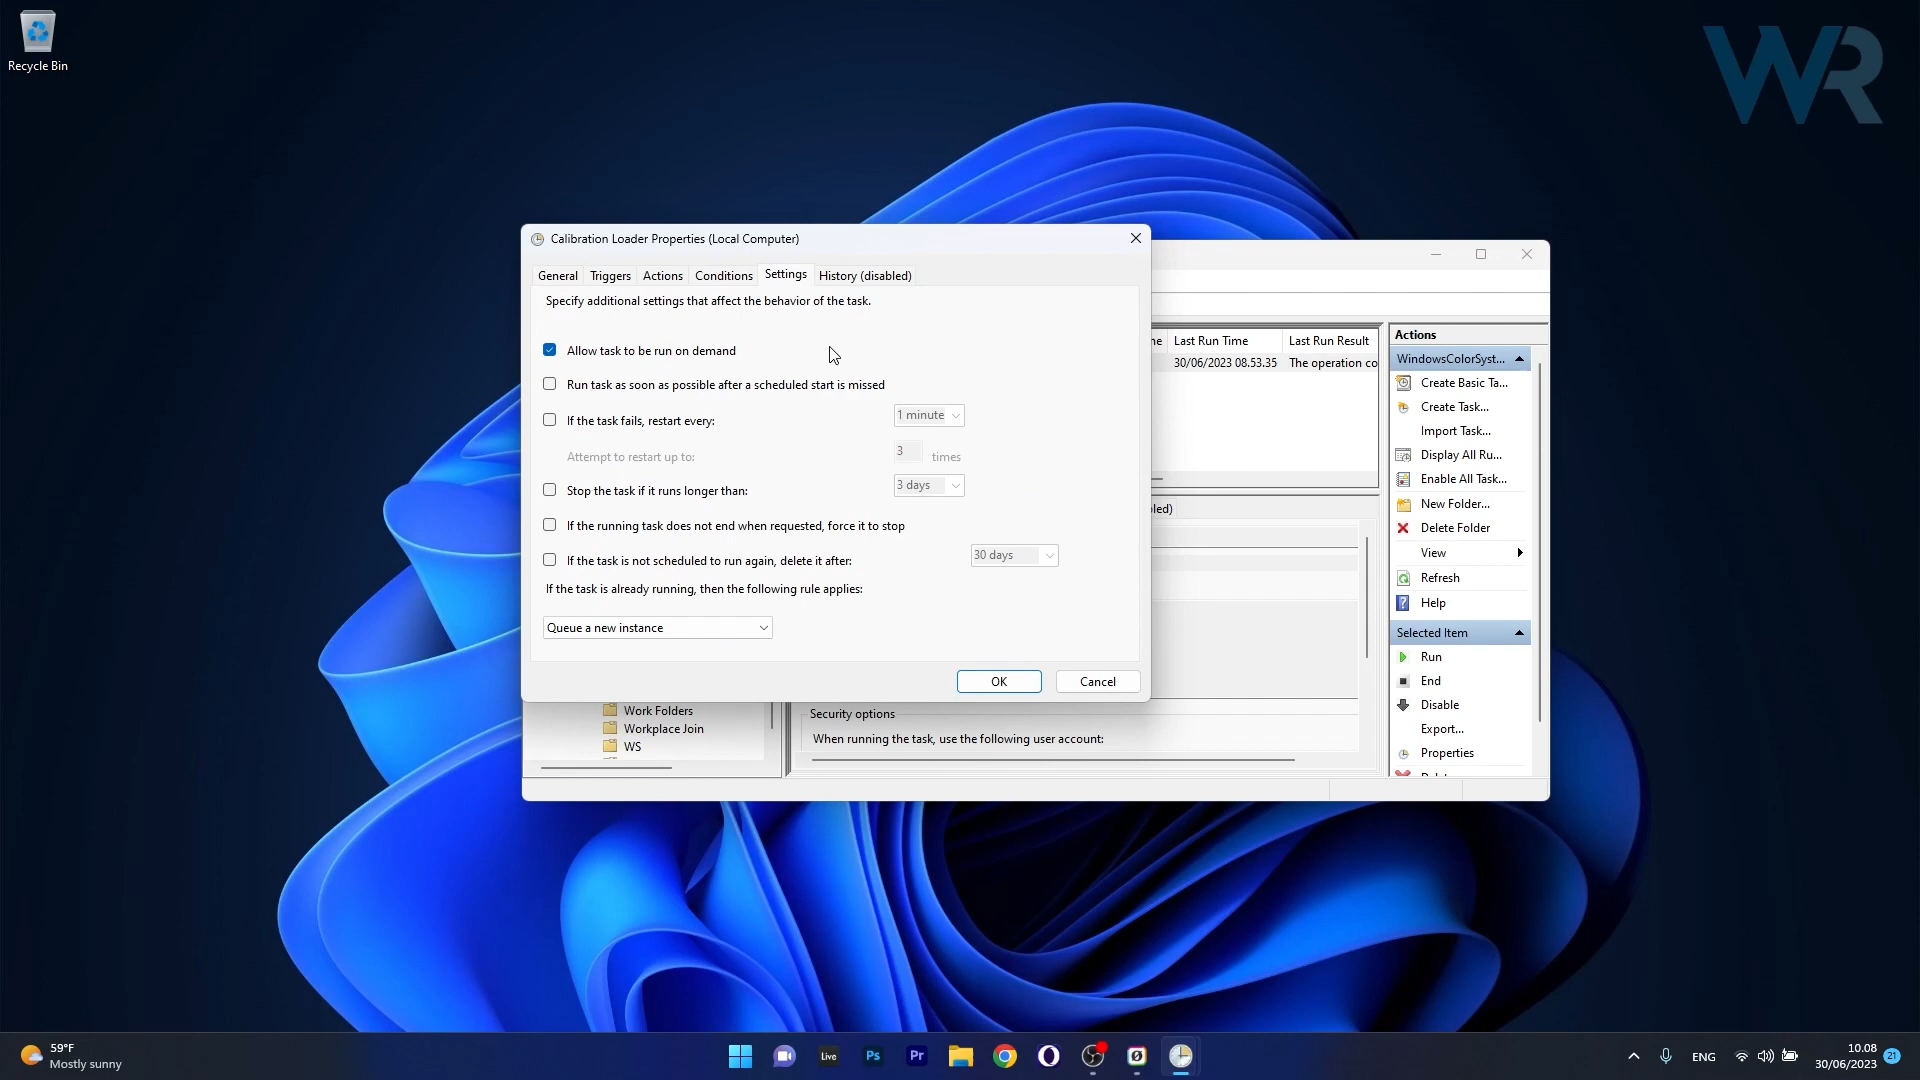 Recycle Bin
WR
Calibration Loader Properties (Local Computer)
General Triggers Actions Conditions Settings History (disabled)
Specify additional settings that affect the behavior of the task.
Allow task to be run on demand
Run task as soon as possible after a scheduled start is missed
If the task fails, restart every: 1 minute
Attempt to restart up to: 3 times
Stop the task if it runs longer than: 3 days
If the running task does not end when requested, force it to stop
If the task is not scheduled to run again, delete it after: 30 days
If the task is already running, then the following rule applies:
Queue a new instance
OK Cancel
Last Run Time Last Run Result
30/06/2023 08.53.35 The operation co
Work Folders
Workplace Join
WS
Security options
When running the task, use the following user account:
Actions
WindowsColorSyst...
Create Basic Ta...
Create Task...
Import Task...
Display All Ru...
Enable All Task...
New Folder...
Delete Folder
View
Refresh
Help
Selected Item
Run
End
Disable
Export...
Properties
59°F
Mostly sunny
Live
Ps
Pr
ENG
10.08
30/06/2023
21